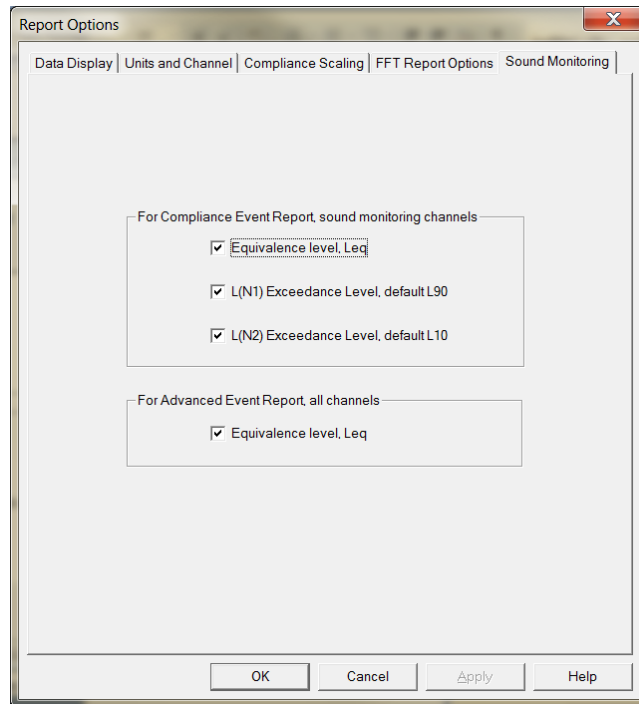 Report Options
Data Display Units and Channel Compliance Scaling FFT Report Options Sound Monitoring
For Compliance Event Report, sound monitoring channels
Equivalence level, Leq
L(N1) Exceedance Level, default L90
L(N2) Exceedance Level, default L10
For Advanced Event Report, all channels
Equivalence level, Leq
OK Cancel Apply Help